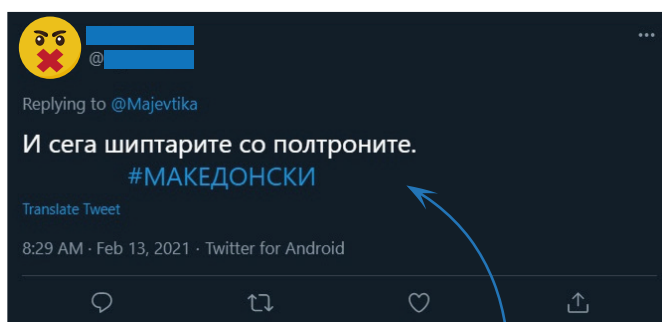 @
Replying to @Majevtika
И сега шиптарите со полтроните.
#МАКЕДОНСКИ
Translate Tweet
8:29 AM · Feb 13, 2021 · Twitter for Android